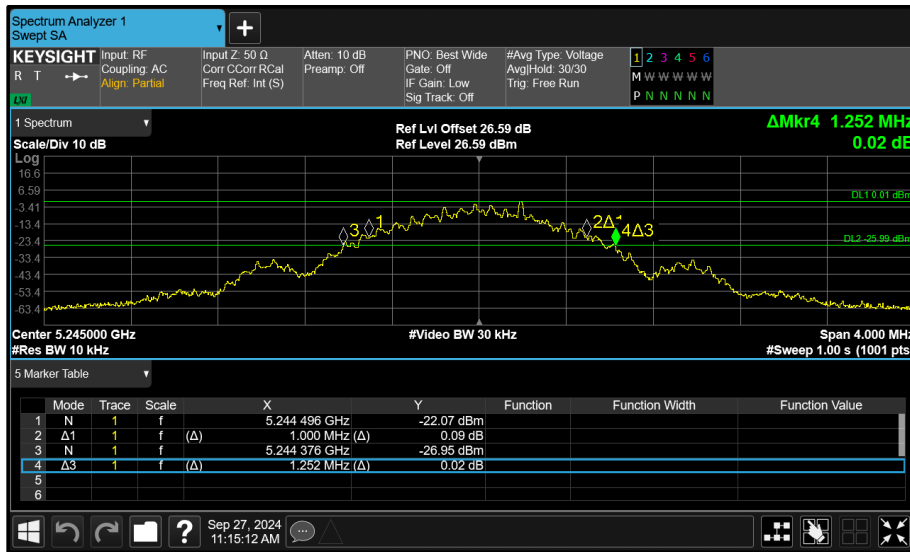 Spectrum Analyzer 1
Swept SA
+
KEYSIGHT
R T
LXI
Input: RF
Coupling: AC
Align: Partial
Input Z: 50 Ω
Corr CCorr RCal
Freq Ref: Int (S)
Atten: 10 dB
Preamp: Off
PNO: Best Wide
Gate: Off
IF Gain: Low
Sig Track: Off
#Avg Type: Voltage
Avg|Hold: 30/30
Trig: Free Run
1 2 3 4 5 6
M W W W W W
P N N N N N
1 Spectrum
Scale/Div 10 dB
Ref Lvl Offset 26.59 dB
Ref Level 26.59 dBm
ΔMkr4 1.252 MHz
0.02 dB
Log
16.6
6.59
-3.41
-13.4
-23.4
-33.4
-43.4
-53.4
-63.4
DL1 0.01 dBm
DL2 -25.99 dBm
3
1
2Δ1
4Δ3
Center 5.245000 GHz
#Res BW 10 kHz
#Video BW 30 kHz
Span 4.000 MHz
#Sweep 1.00 s (1001 pts)
5 Marker Table
Mode Trace Scale X Y Function Function Width Function Value
1 N 1 f 5.244 496 GHz -22.07 dBm
2 Δ1 1 f (Δ) 1.000 MHz (Δ) 0.09 dB
3 N 1 f 5.244 376 GHz -26.95 dBm
4 Δ3 1 f (Δ) 1.252 MHz (Δ) 0.02 dB
5
6
?
Sep 27, 2024
11:15:12 AM